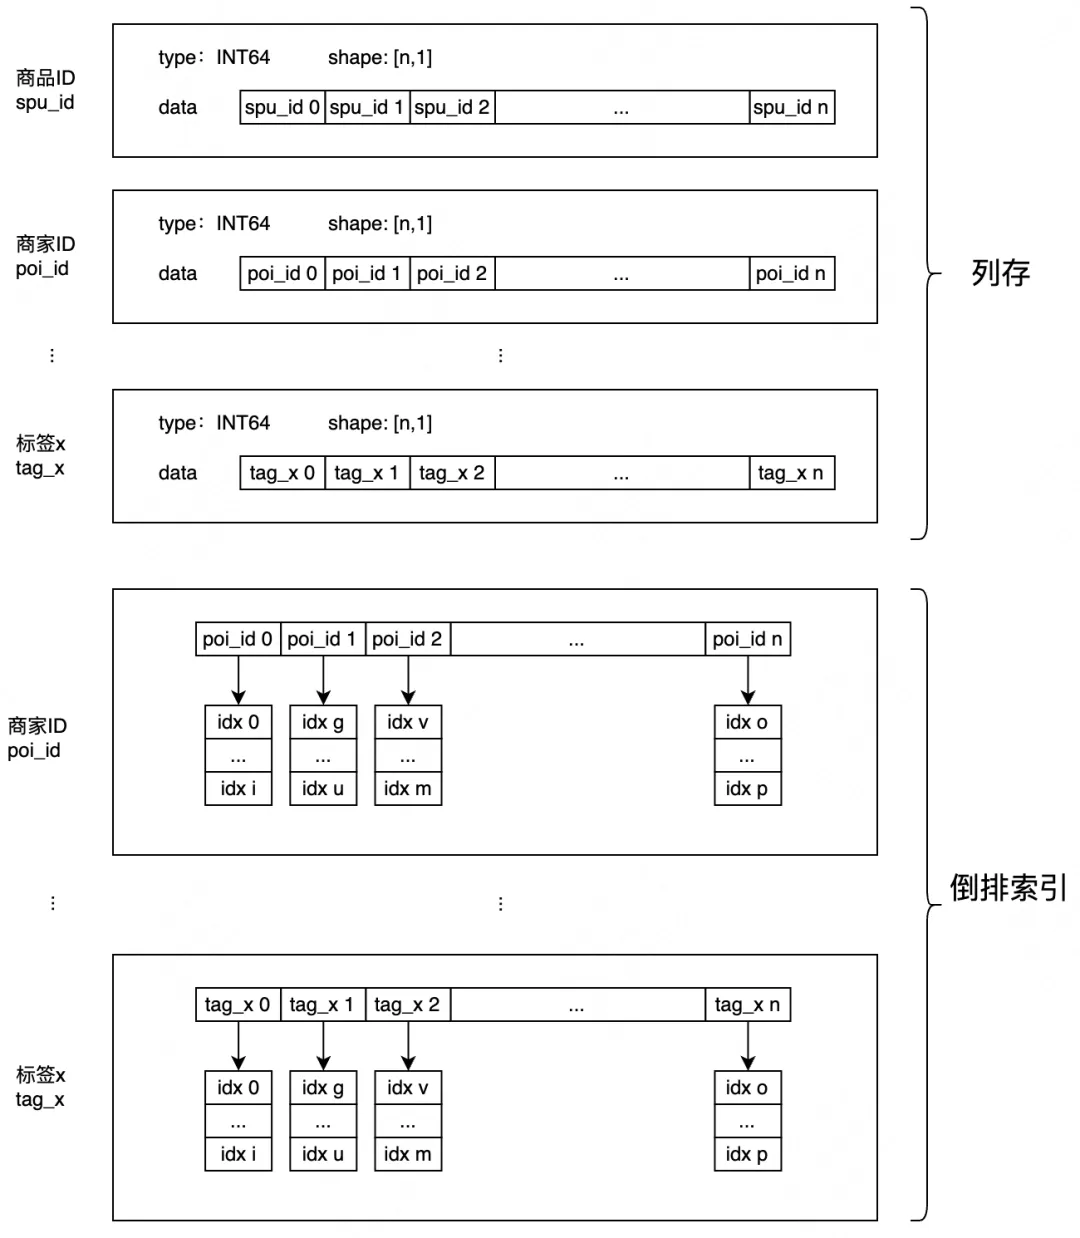 商品ID
spu_id
type：INT64 shape: [n,1]
data spu_id 0 spu_id 1 spu_id 2 ... spu_id n
商家ID
poi_id
type：INT64 shape: [n,1]
data poi_id 0 poi_id 1 poi_id 2 ... poi_id n
⋮ ⋮
标签x
tag_x
type：INT64 shape: [n,1]
data tag_x 0 tag_x 1 tag_x 2 ... tag_x n
列存
商家ID
poi_id
poi_id 0 poi_id 1 poi_id 2 ... poi_id n
idx 0 idx g idx v idx o
... ... ... ...
idx i idx u idx m idx p
⋮ ⋮
标签x
tag_x
tag_x 0 tag_x 1 tag_x 2 ... tag_x n
idx 0 idx g idx v idx o
... ... ... ...
idx i idx u idx m idx p
倒排索引